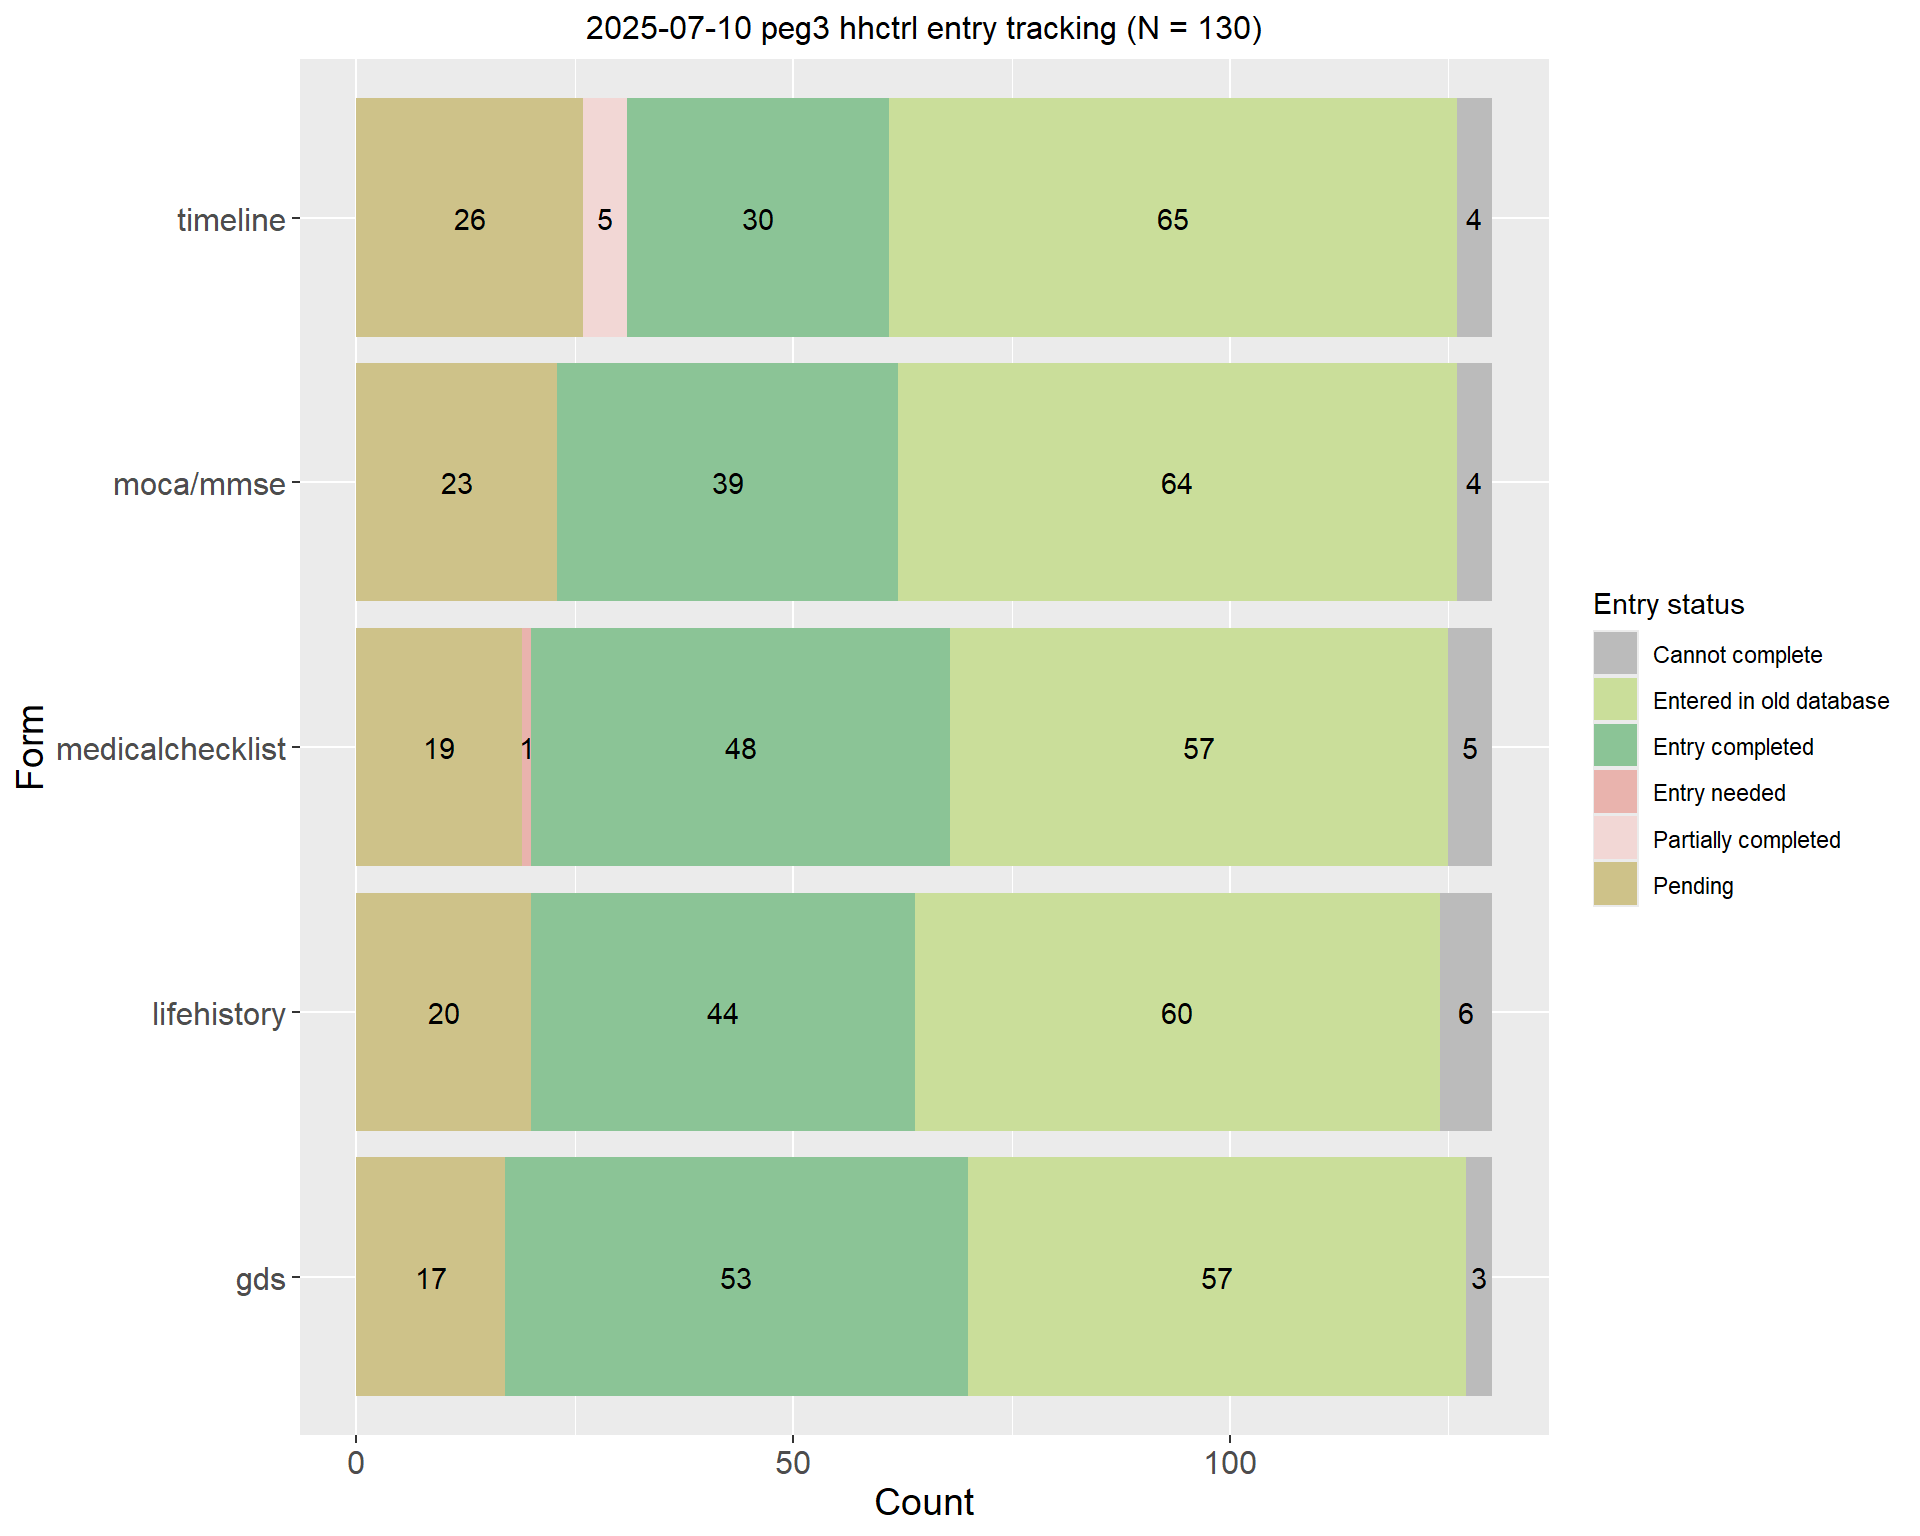 2025-07-10 peg3 hhctrl entry tracking (N = 130)
timeline
26 5 30 65 4
moca/mmse
23 39 64 4
medicalchecklist
19 1 48 57 5
lifehistory
20 44 60 6
gds
17 53 57 3
Form
0 50 100
Count
Entry status
Cannot complete
Entered in old database
Entry completed
Entry needed
Partially completed
Pending